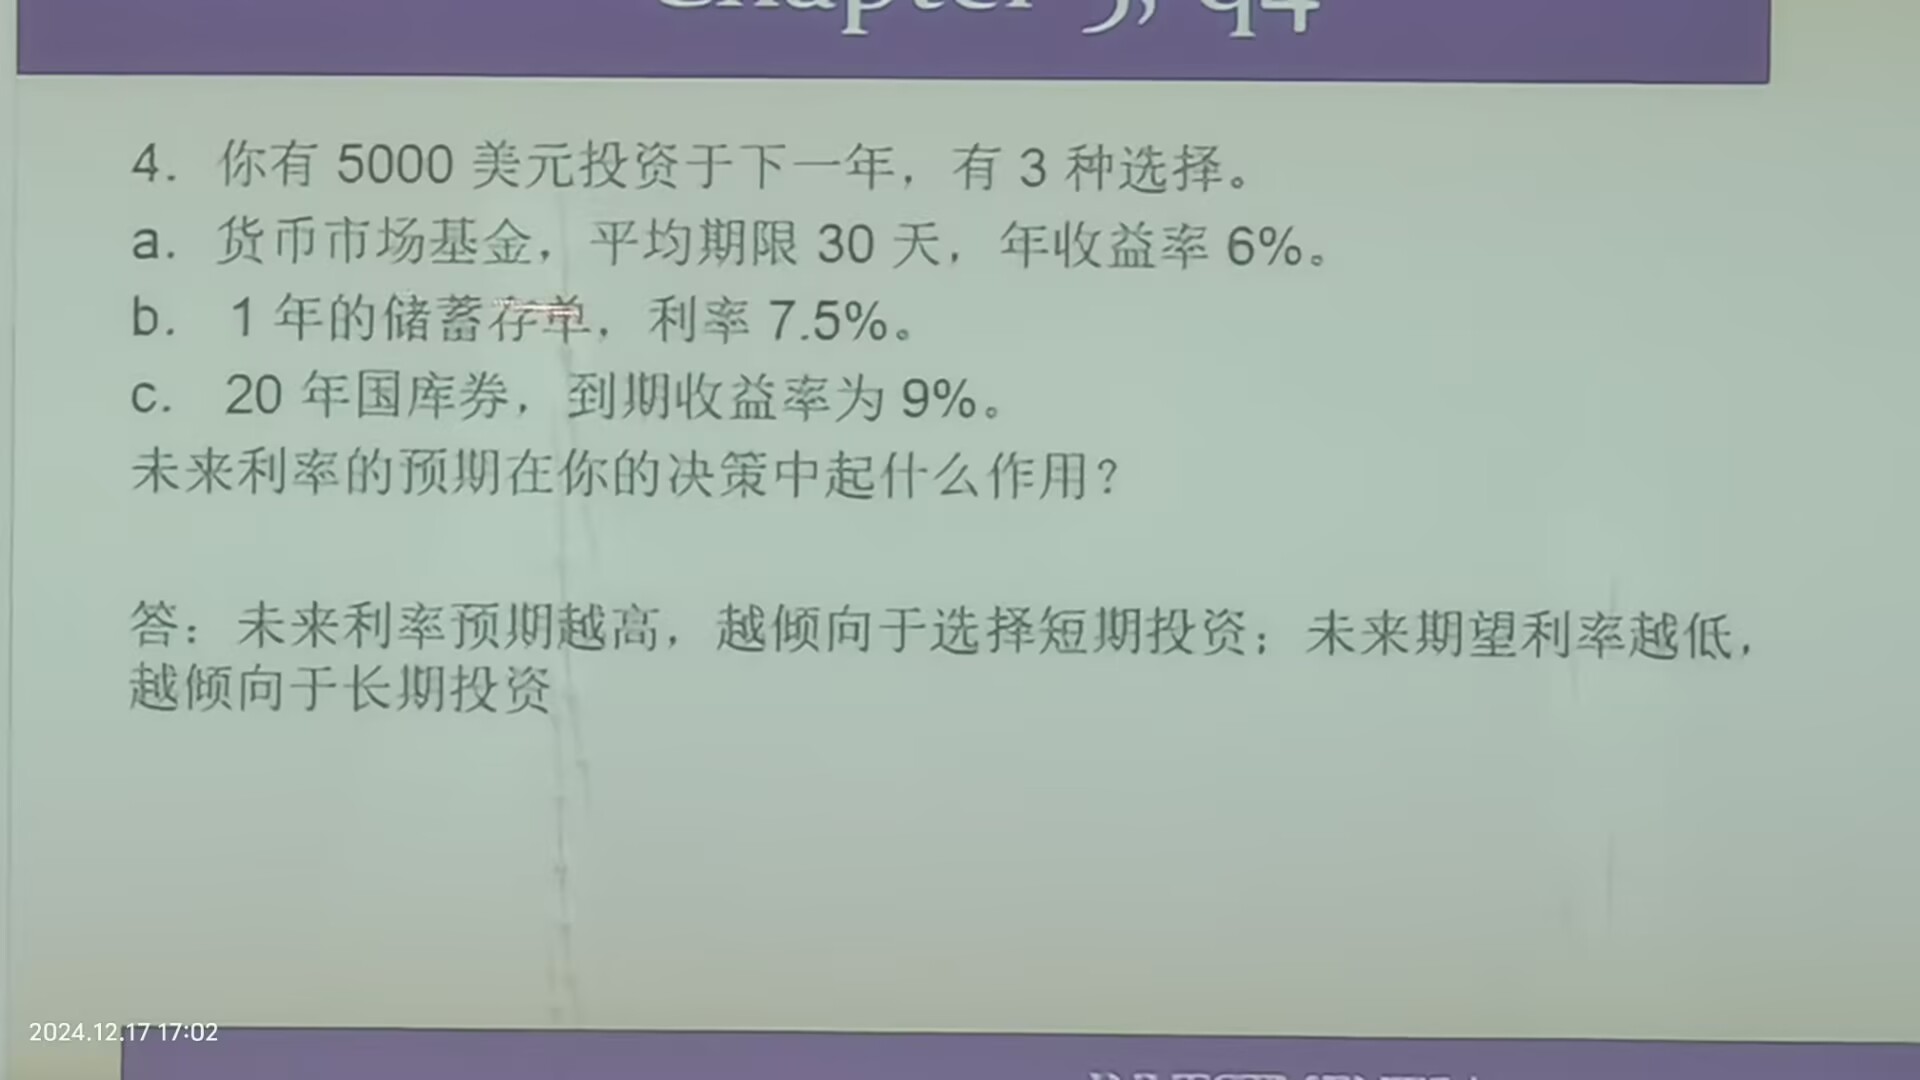 Chapter 5, q4
4. 你有 5000 美元投资于下一年，有 3 种选择。
a. 货币市场基金，平均期限 30 天，年收益率 6%。
b. 1 年的储蓄存单，利率 7.5%。
c. 20 年国库券，到期收益率为 9%。
未来利率的预期在你的决策中起什么作用？
答：未来利率预期越高，越倾向于选择短期投资；未来期望利率越低，
越倾向于长期投资
2024.12.17 17:02